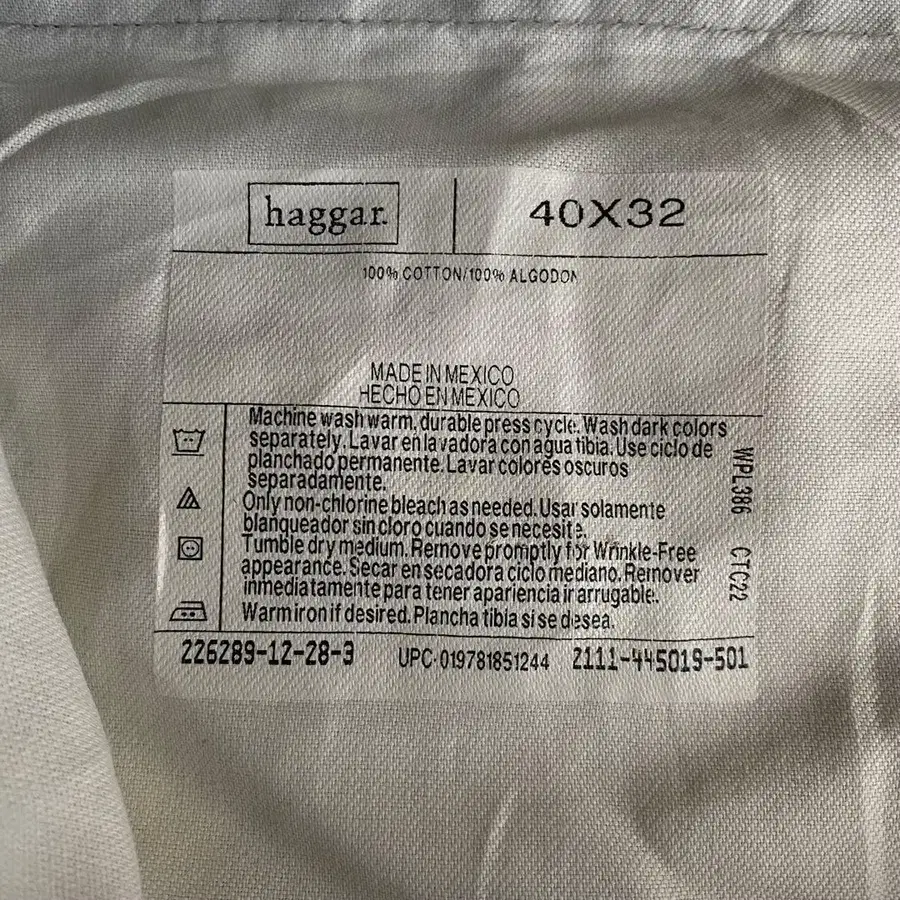 haggar.
40X32
100% COTTON/100% ALGODON
MADE IN MEXICO
HECHO EN MEXICO
Machine wash warm, durable press cycle. Wash dark colors
separately. Lavar en la vadora con agua tibia. Use ciclo de
planchado permanente. Lavar colores oscuros
separadamente.
Only non-chlorine bleach as needed. Usar solamente
blanqueador sin cloro cuando se necesite.
Tumble dry medium. Remove promptly for Wrinkle-Free
appearance. Secar en secadora ciclo mediano. Remover
inmediatamente para tener apariencia irarrugable.
Warm iron if desired. Plancha tibia si se desea.
WPL386
CTC22
226289-12-28-3
UPC-019781851244
2111-445019-501